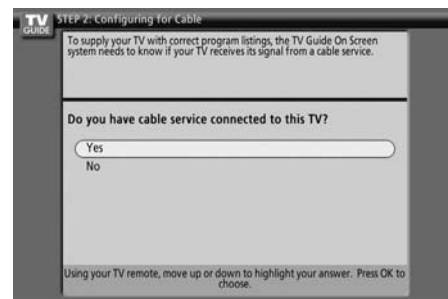 TV
GUIDE
STEP 2: Configuring for Cable
To supply your TV with correct program listings, the TV Guide On Screen
system needs to know if your TV receives its signal from a cable service.
Do you have cable service connected to this TV?
Yes
No
Using your TV remote, move up or down to highlight your answer. Press OK to
choose.